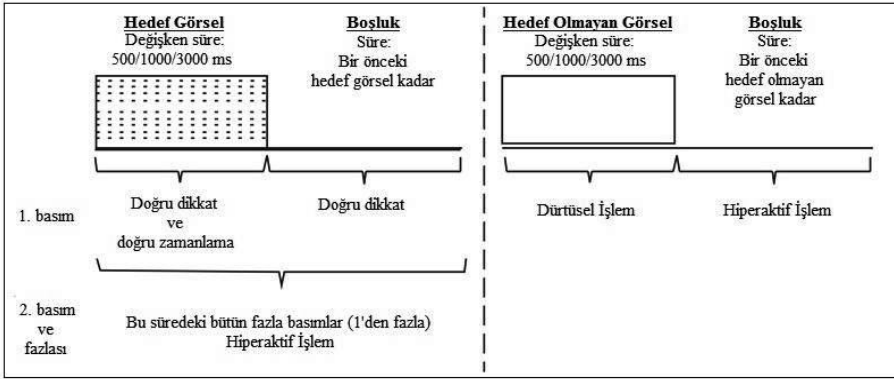 Hedef Görsel
Değişken süre:
500/1000/3000 ms
Boşluk
Süre:
Bir önceki
hedef görsel kadar
Hedef Olmayan Görsel
Değişken süre:
500/1000/3000 ms
Boşluk
Süre:
Bir önceki
hedef olmayan
görsel kadar
1. basım
Doğru dikkat
ve
doğru zamanlama
Doğru dikkat
Dürtüsel İşlem
Hiperaktif İşlem
2. basım
ve
fazlası
Bu süredeki bütün fazla basımlar (1'den fazla)
Hiperaktif İşlem